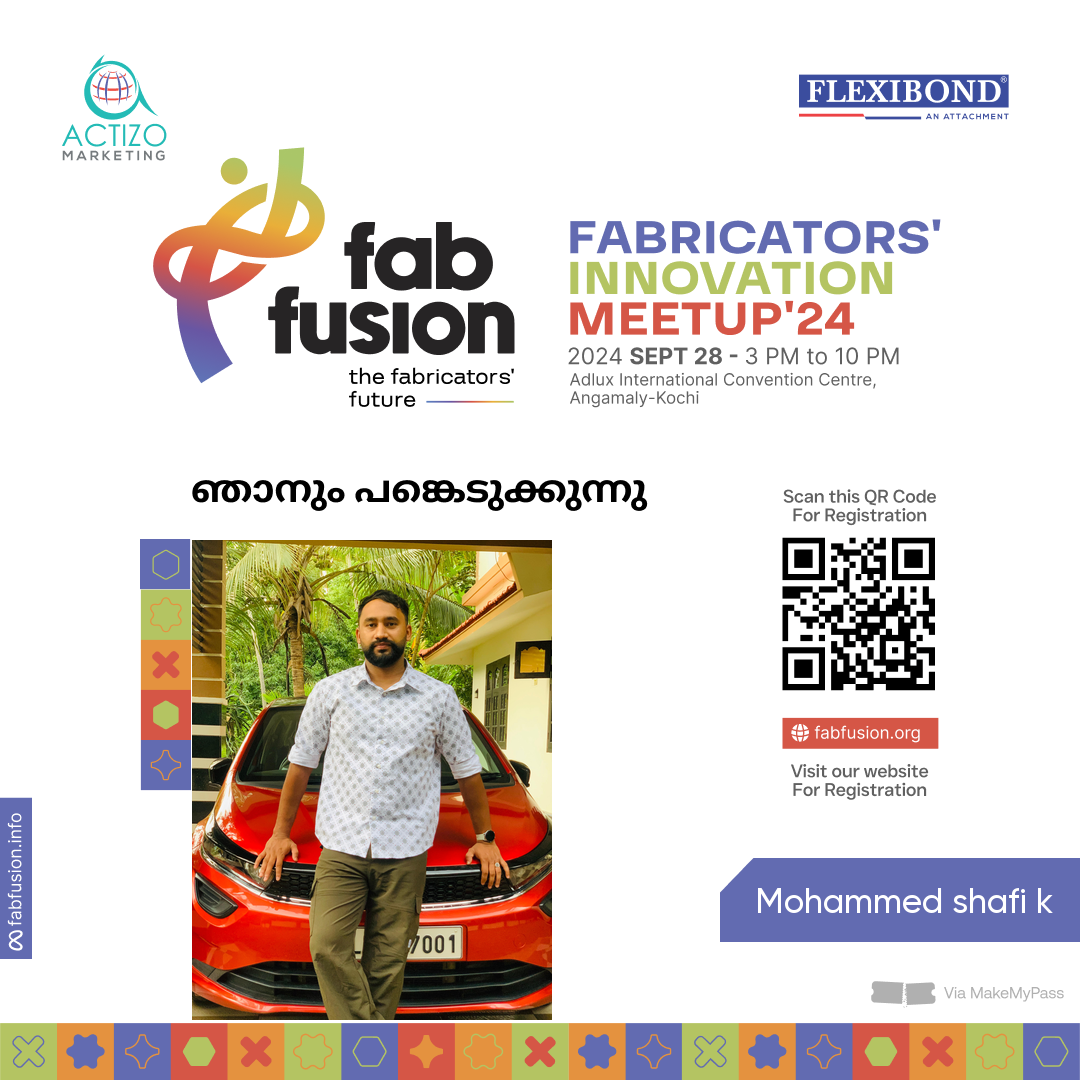 ACTIZO
MARKETING
FLEXIBOND®
AN ATTACHMENT
fab
fusion
the fabricators'
future
FABRICATORS'
INNOVATION
MEETUP'24
2024 SEPT 28 - 3 PM to 10 PM
Adlux International Convention Centre,
Angamaly-Kochi
ഞാനും പങ്കെടുക്കുന്നു
Scan this QR Code
For Registration
fabfusion.org
Visit our website
For Registration
7001
fabfusion.info
Mohammed shafi k
Via MakeMyPass